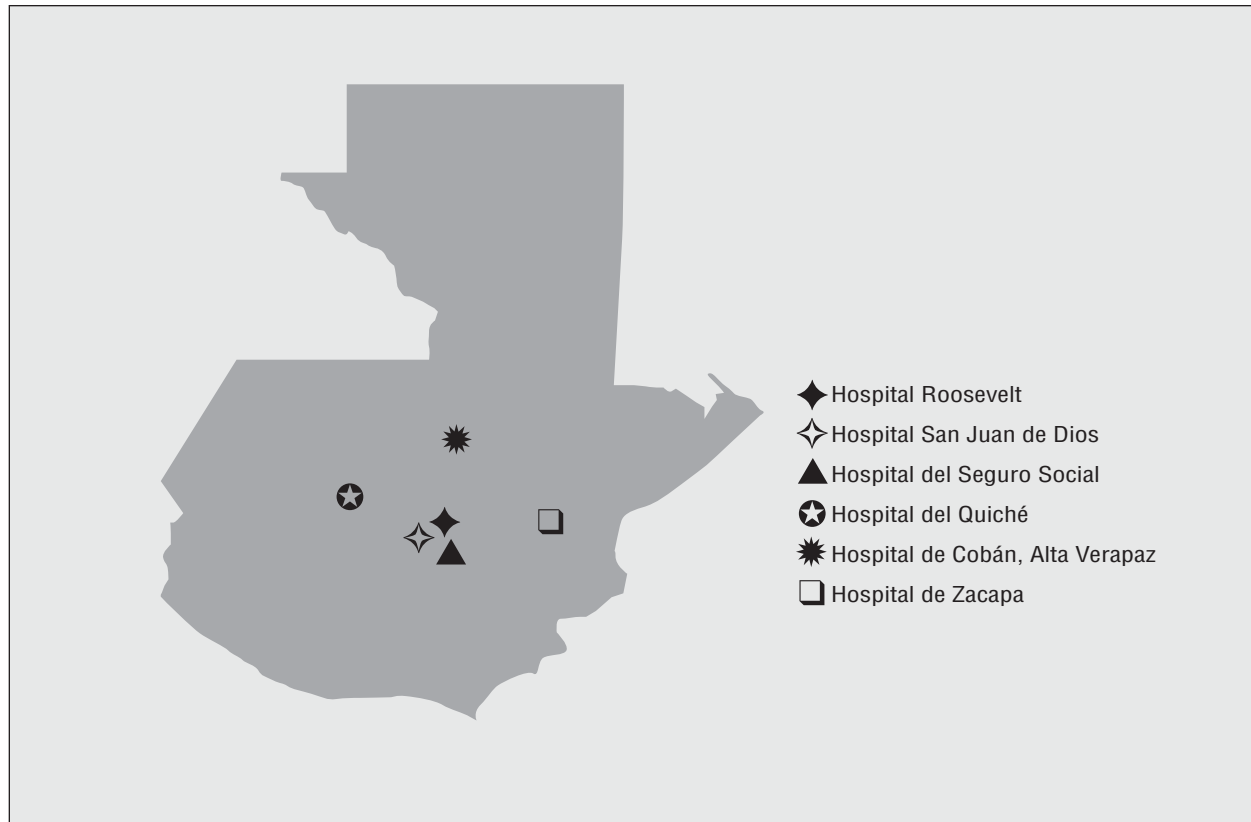 Hospital Roosevelt
Hospital San Juan de Dios
Hospital del Seguro Social
Hospital del Quiché
Hospital de Cobán, Alta Verapaz
Hospital de Zacapa